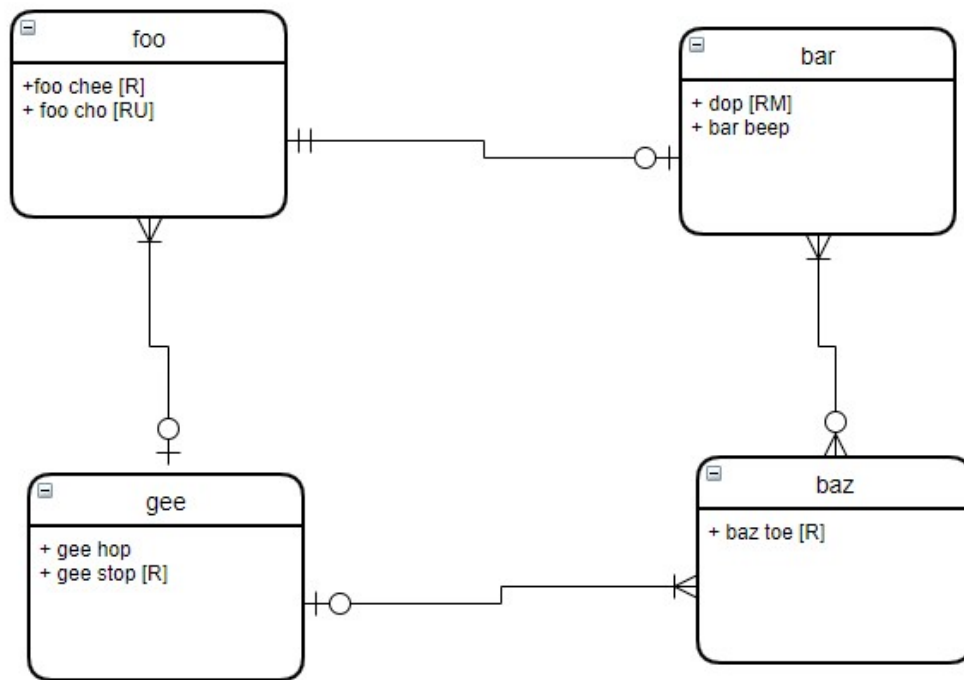 foo
+foo chee [R]
+ foo cho [RU]
bar
+ dop [RM]
+ bar beep
gee
+ gee hop
+ gee stop [R]
baz
+ baz toe [R]